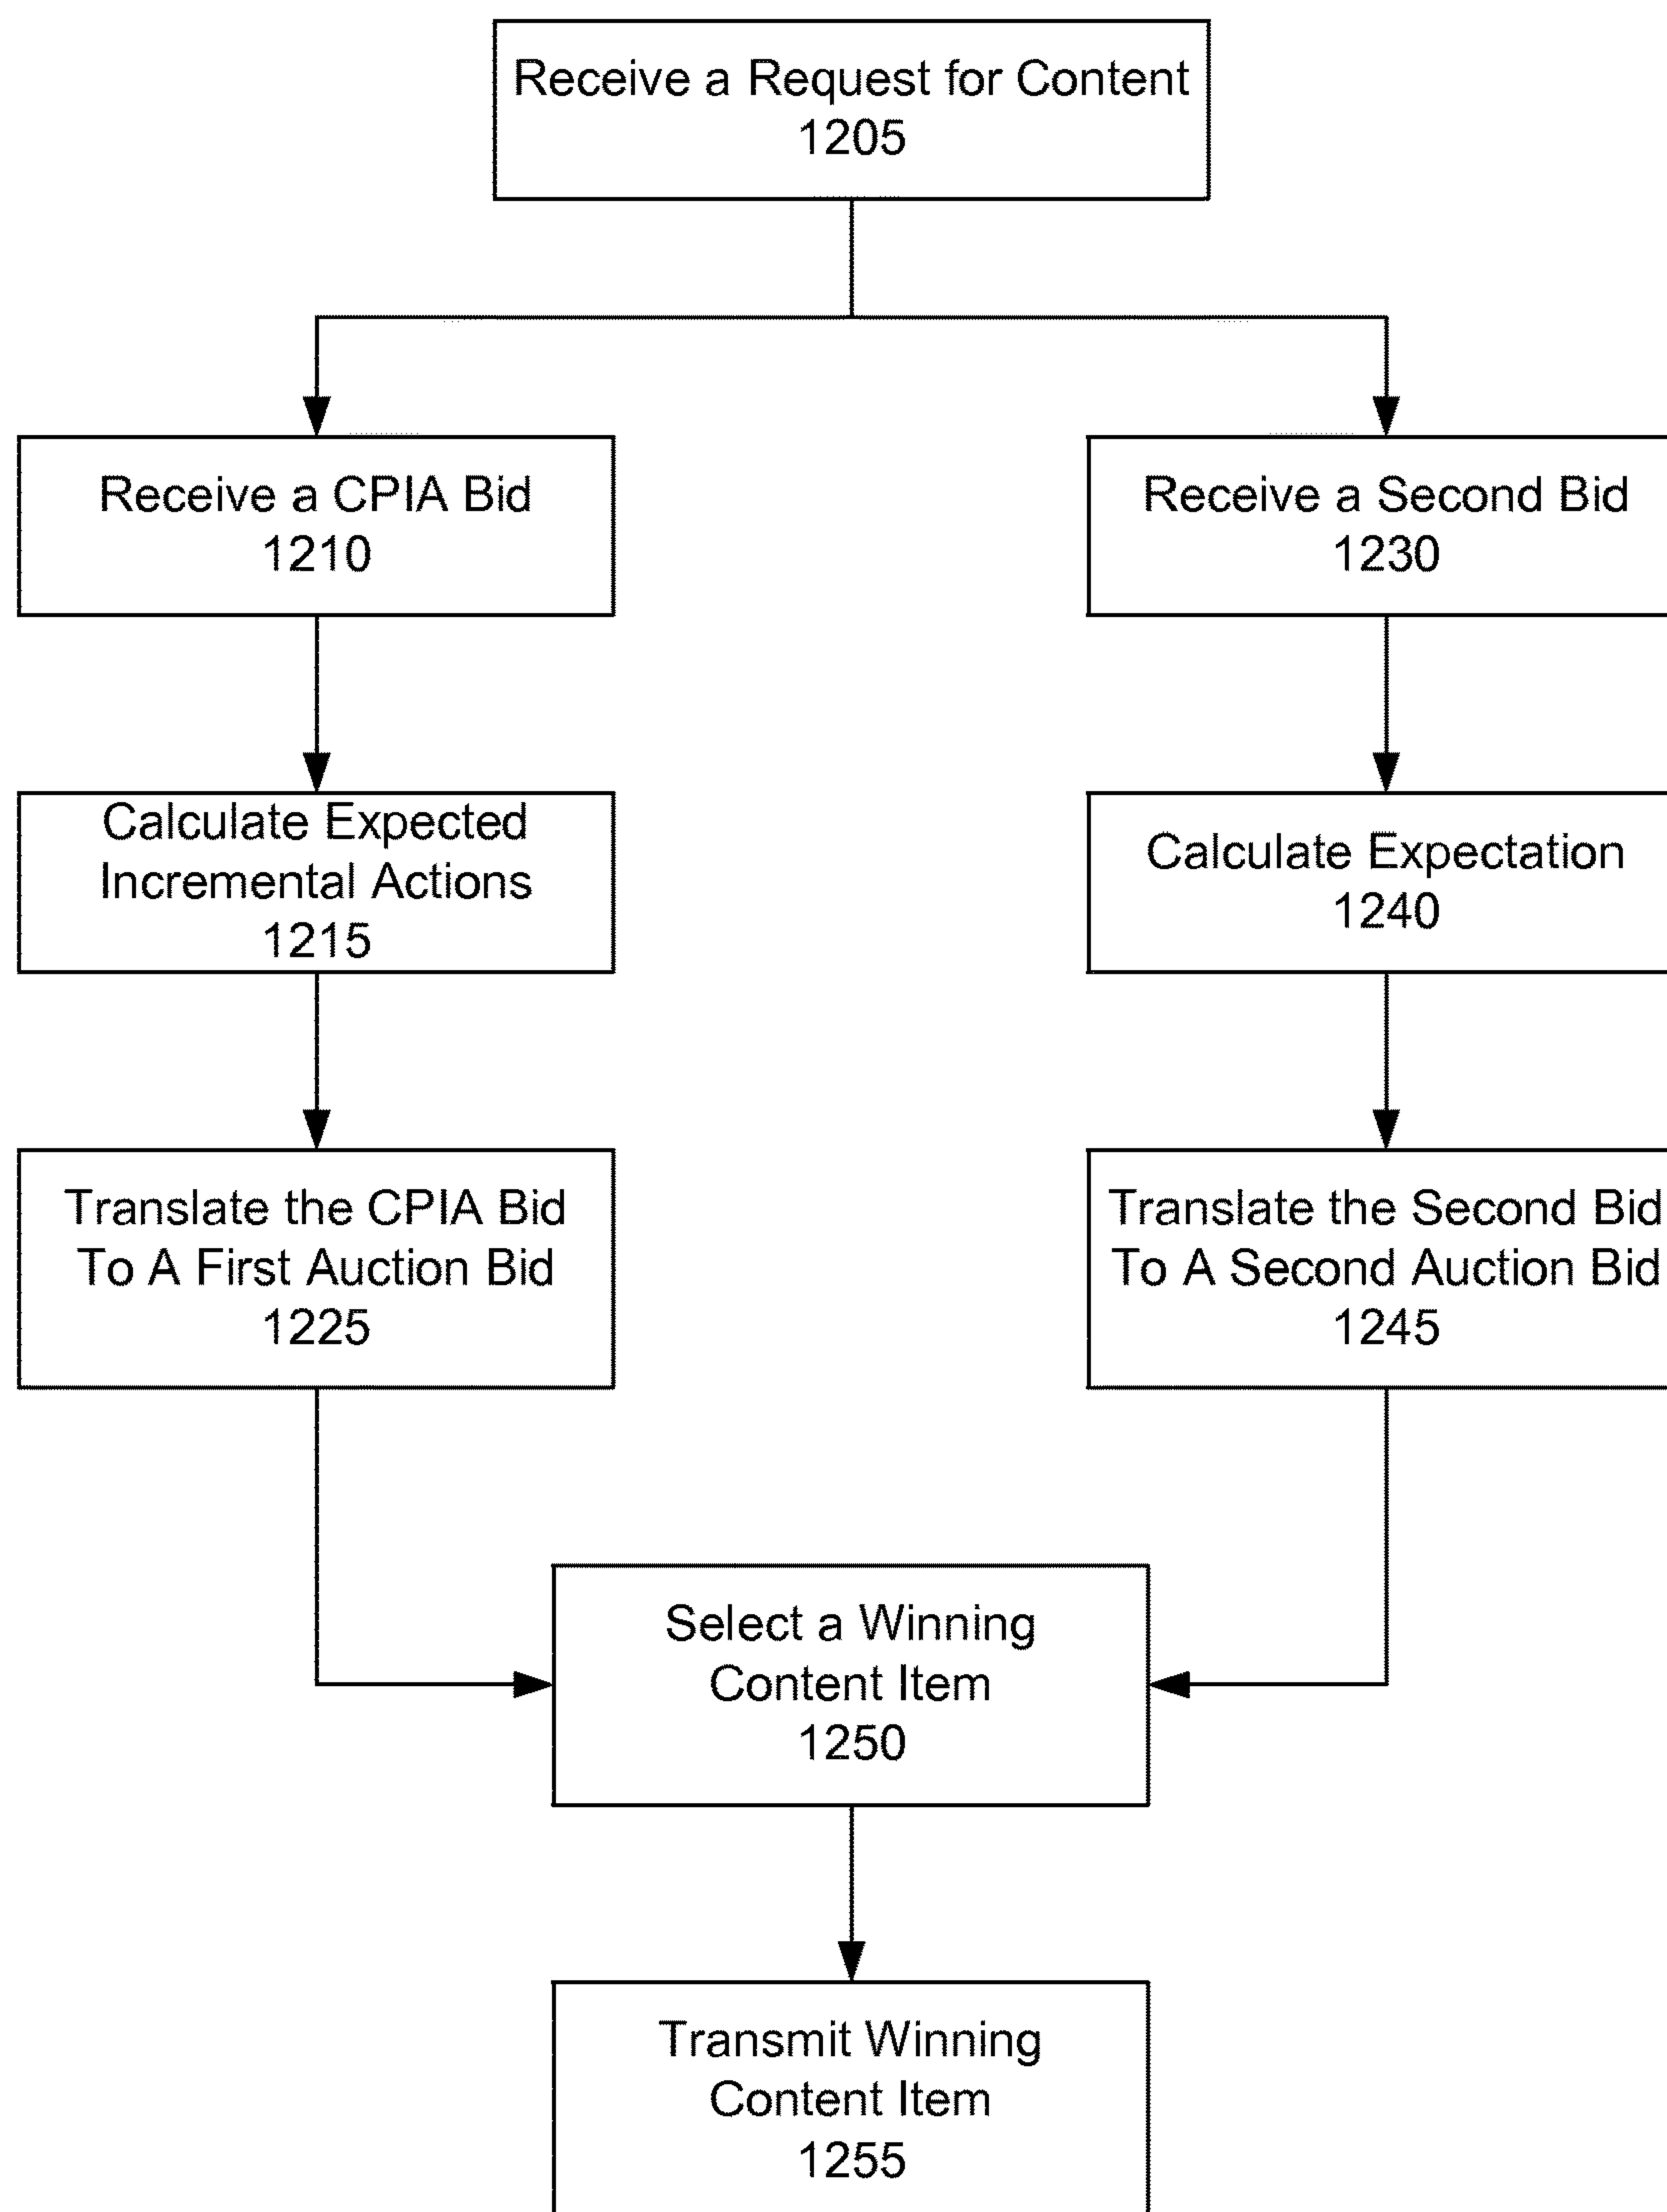 Receive a Request for Content
1205
Receive a CPIA Bid
1210
Receive a Second Bid
1230
Calculate Expected
Incremental Actions
1215
Calculate Expectation
1240
Translate the CPIA Bid
To A First Auction Bid
1225
Translate the Second Bid
To A Second Auction Bid
1245
Select a Winning
Content Item
1250
Transmit Winning
Content Item
1255